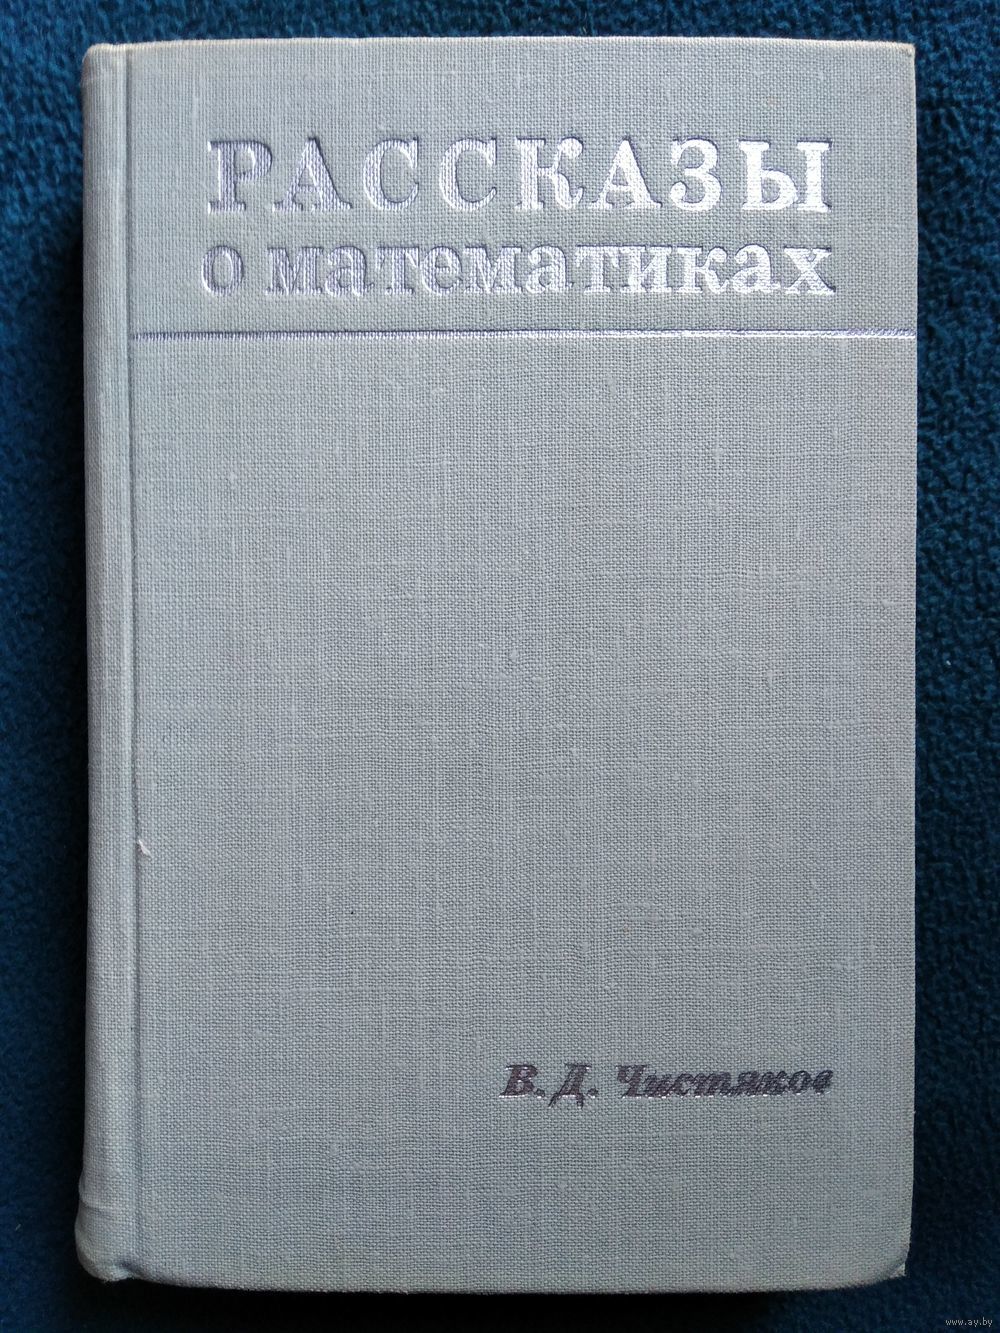 РАССКАЗЫ
о математиках
В. Д. Чистяков
www.ay.by